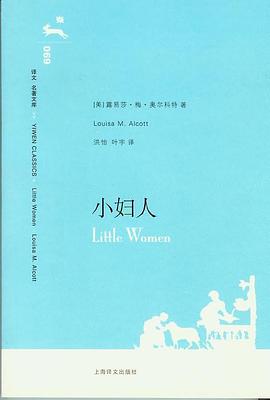 069
译文 名著文库
YIWEN CLASSICS
Little Women
Louisa M. Alcott
[美]露易莎·梅·奥尔科特 著
Louisa M. Alcott
洪怡 叶宇 译
小妇人
Little Women
上海译文出版社